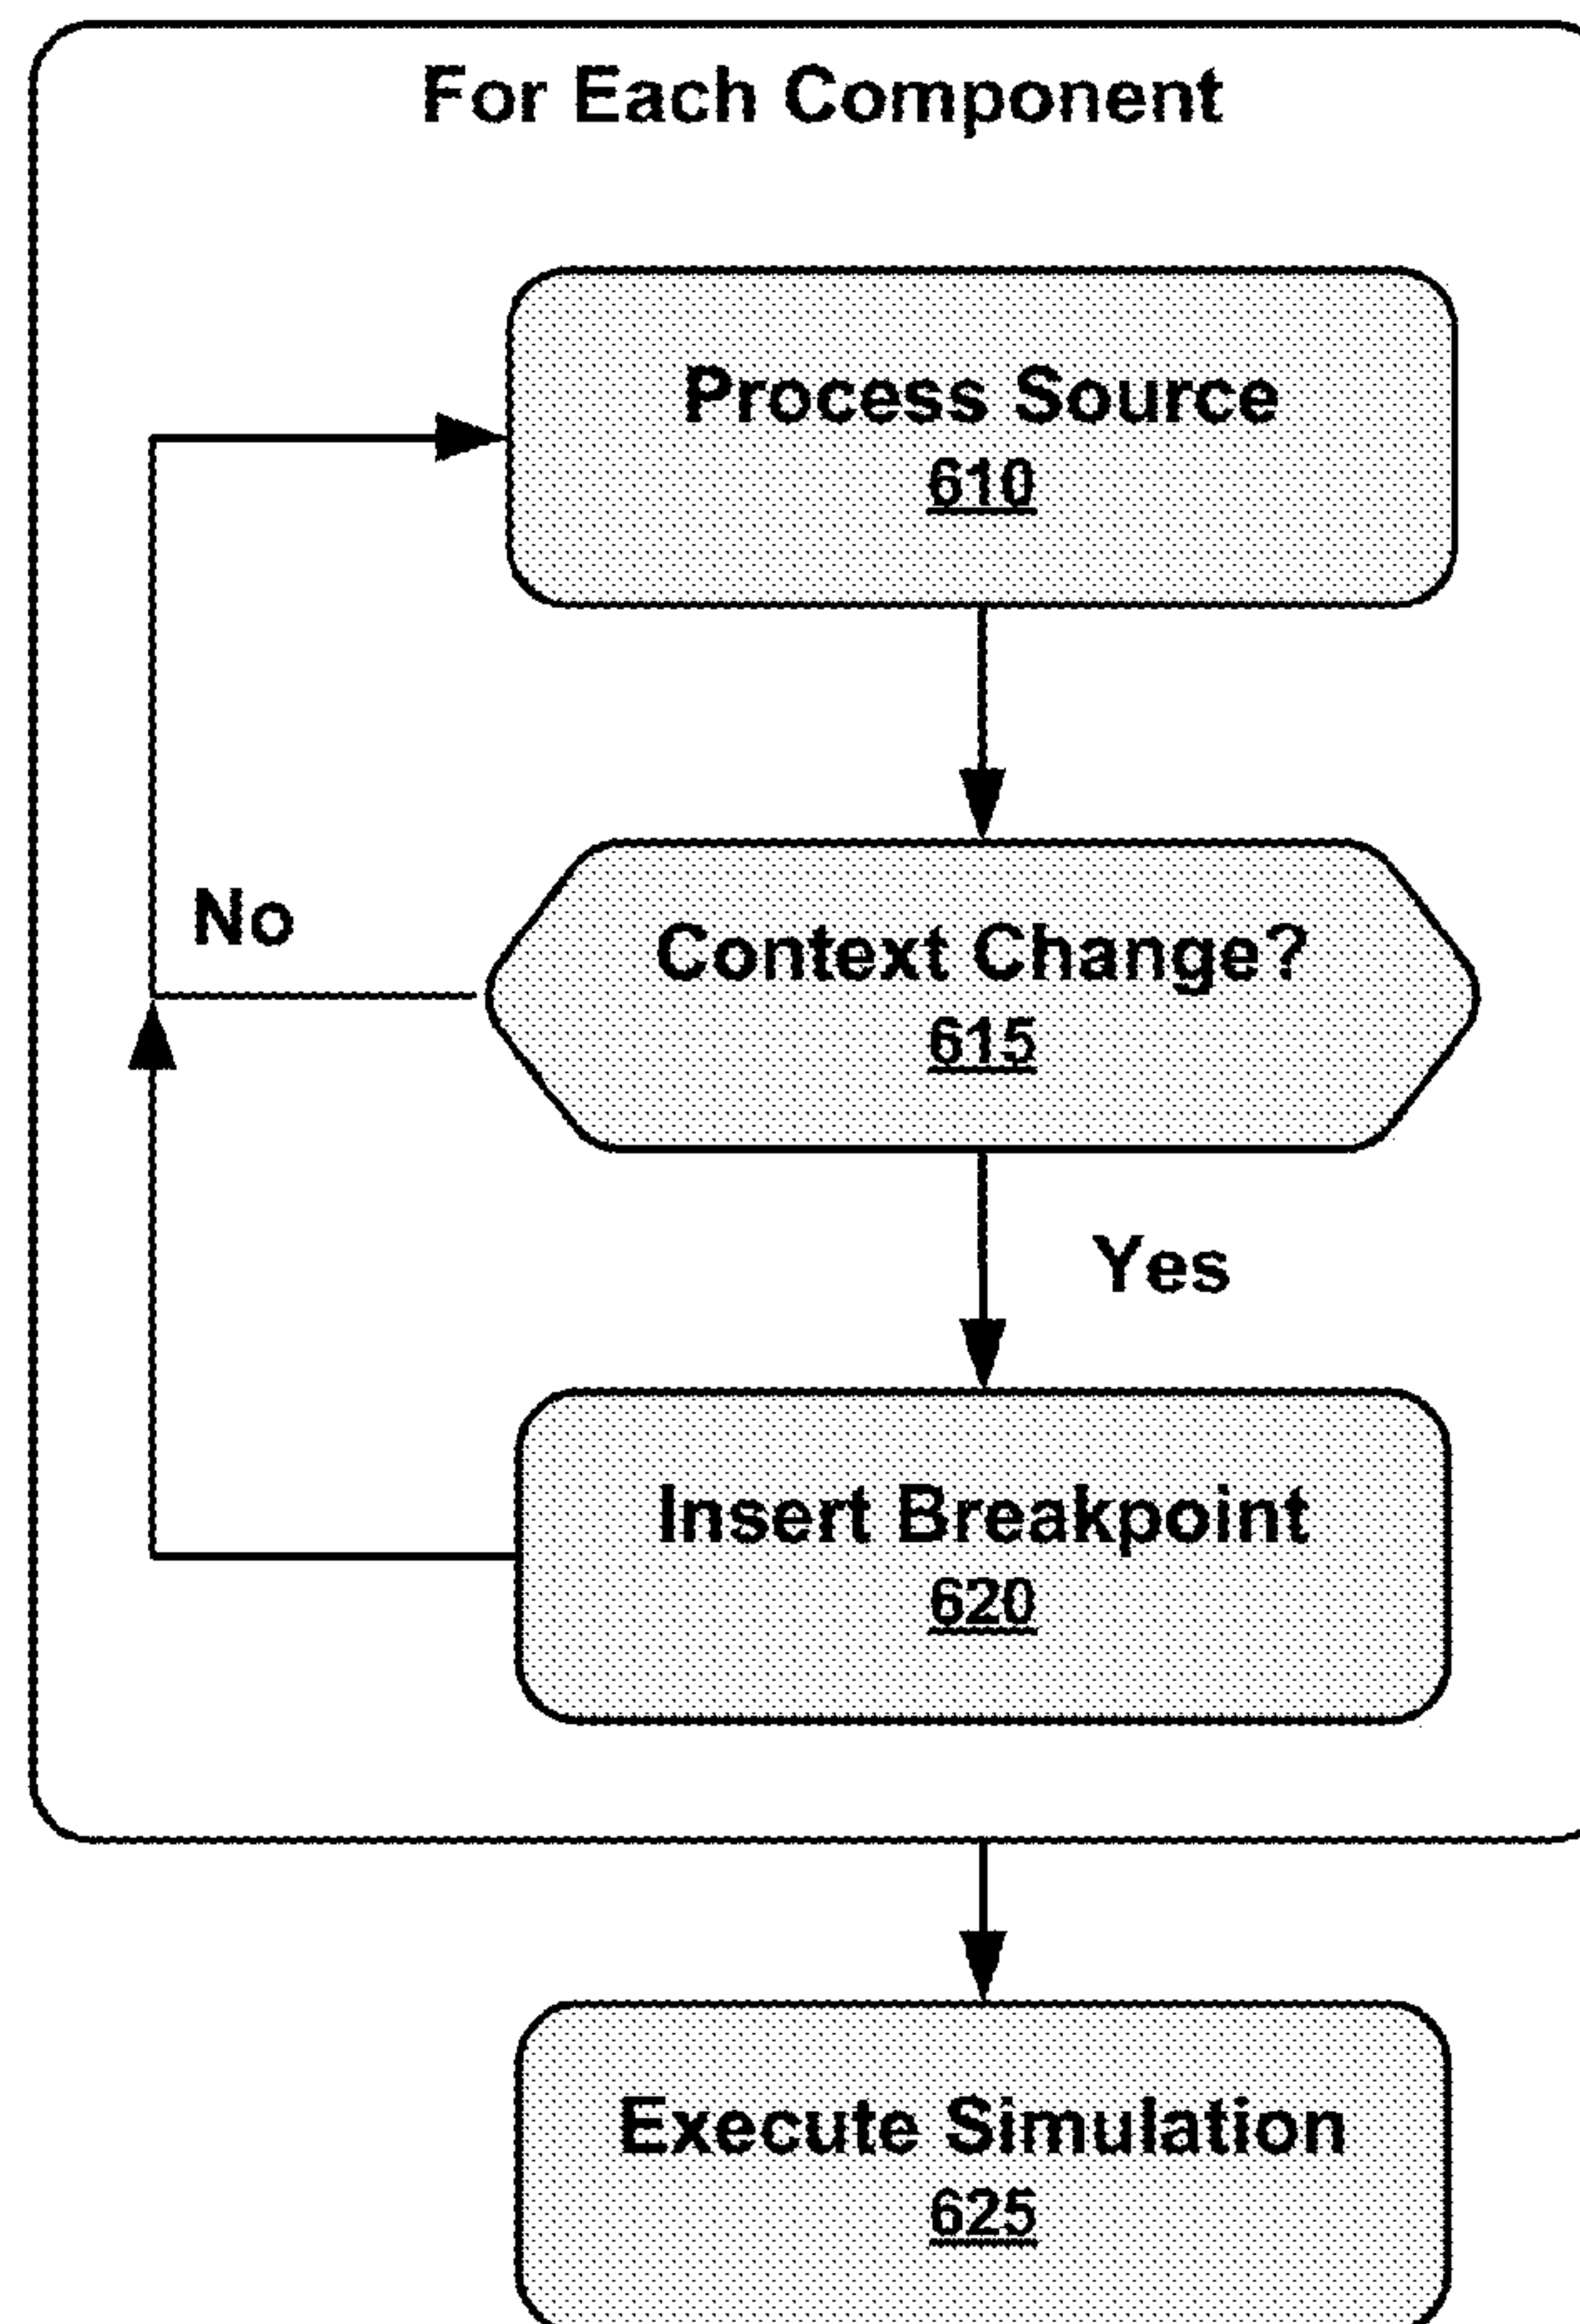 For Each Component
Process Source
610
Context Change?
615
No
Yes
Insert Breakpoint
620
Execute Simulation
625